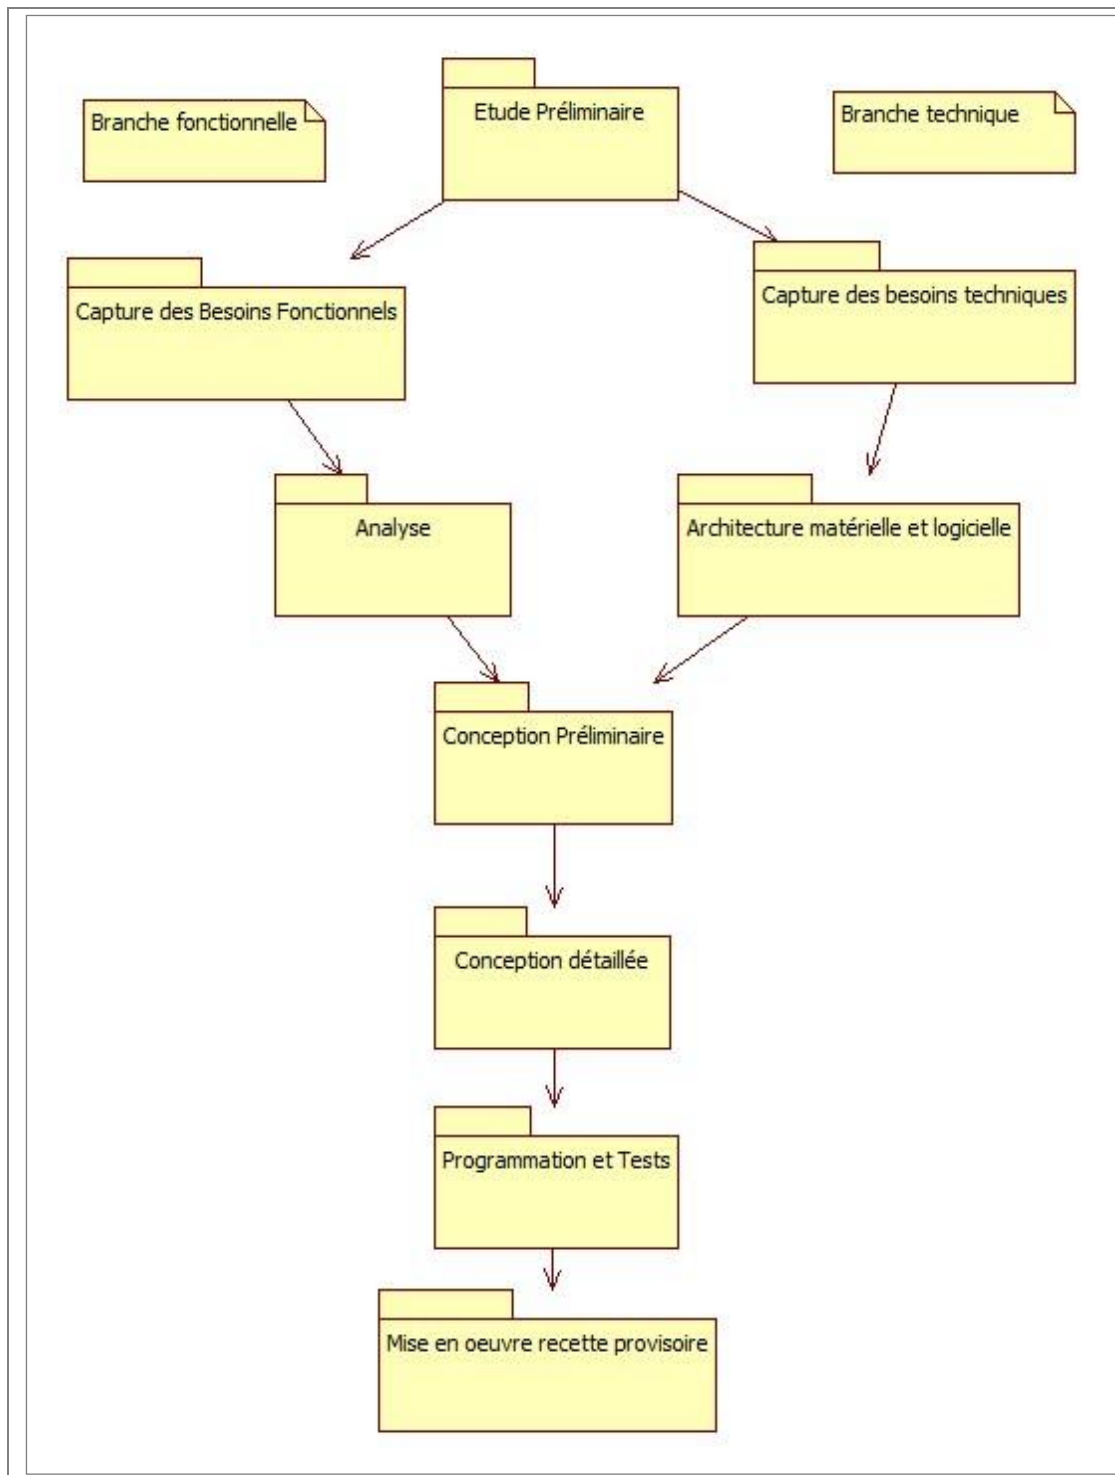 Etude Préliminaire
Branche fonctionnelle
Branche technique
Capture des Besoins Fonctionnels
Capture des besoins techniques
Analyse
Architecture matérielle et logicielle
Conception Préliminaire
Conception détaillée
Programmation et Tests
Mise en oeuvre recette provisoire